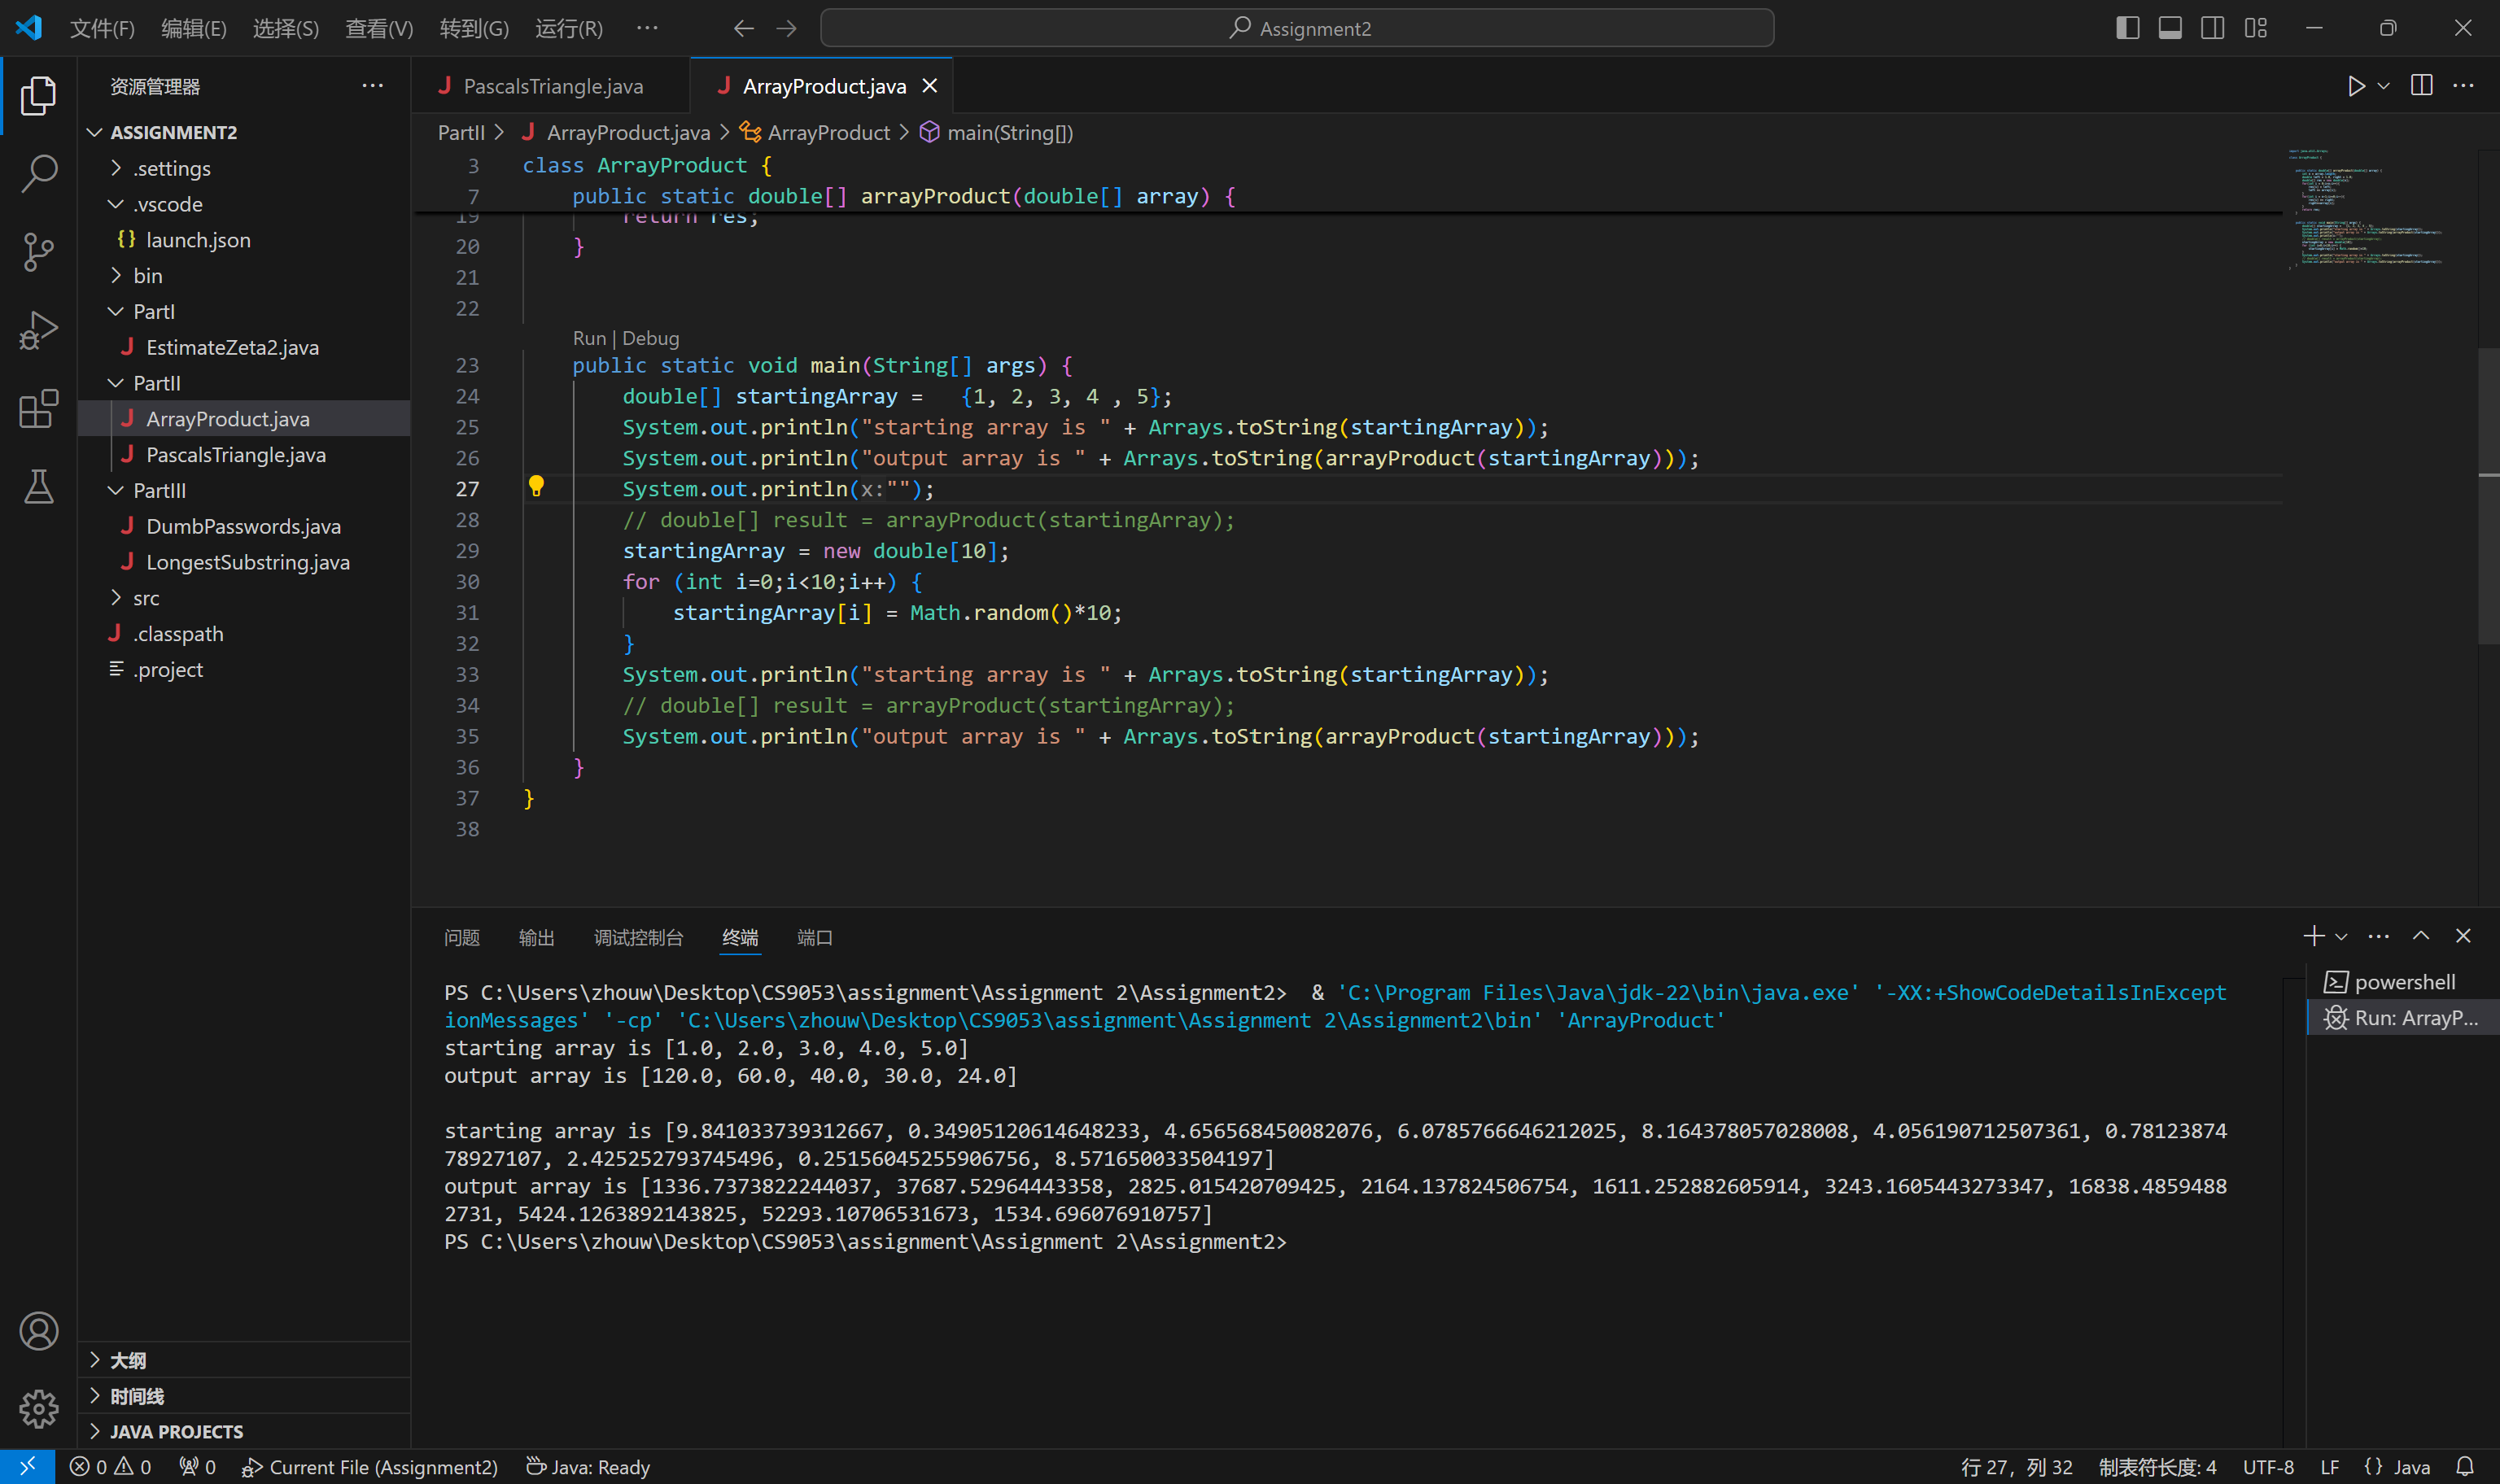 文件(F) 编辑(E) 选择(S) 查看(V) 转到(G) 运行(R) ··· Assignment2
资源管理器 ···
ASSIGNMENT2
.settings
.vscode
{} launch.json
bin
PartI
J EstimateZeta2.java
PartII
J ArrayProduct.java
J PascalsTriangle.java
PartIII
J DumbPasswords.java
J LongestSubstring.java
src
J .classpath
.project
大纲
时间线
JAVA PROJECTS
J PascalsTriangle.java J ArrayProduct.java
PartII > J ArrayProduct.java > ArrayProduct > main(String[])
3 class ArrayProduct {
7 public static double[] arrayProduct(double[] array) {
19 return res;
20 }
21
22
Run | Debug
23 public static void main(String[] args) {
24 double[] startingArray =   {1, 2, 3, 4 , 5};
25 System.out.println("starting array is " + Arrays.toString(startingArray));
26 System.out.println("output array is " + Arrays.toString(arrayProduct(startingArray)));
27 System.out.println(x:"");
28 // double[] result = arrayProduct(startingArray);
29 startingArray = new double[10];
30 for (int i=0;i<10;i++) {
31 startingArray[i] = Math.random()*10;
32 }
33 System.out.println("starting array is " + Arrays.toString(startingArray));
34 // double[] result = arrayProduct(startingArray);
35 System.out.println("output array is " + Arrays.toString(arrayProduct(startingArray)));
36 }
37 }
38
问题 输出 调试控制台 终端 端口
PS C:\Users\zhouw\Desktop\CS9053\assignment\Assignment 2\Assignment2>  & 'C:\Program Files\Java\jdk-22\bin\java.exe' '-XX:+ShowCodeDetailsInExcept
ionMessages' '-cp' 'C:\Users\zhouw\Desktop\CS9053\assignment\Assignment 2\Assignment2\bin' 'ArrayProduct'
starting array is [1.0, 2.0, 3.0, 4.0, 5.0]
output array is [120.0, 60.0, 40.0, 30.0, 24.0]
starting array is [9.841033739312667, 0.34905120614648233, 4.656568450082076, 6.0785766646212025, 8.164378057028008, 4.056190712507361, 0.78123874
78927107, 2.425252793745496, 0.25156045255906756, 8.571650033504197]
output array is [1336.7373822244037, 37687.52964443358, 2825.015420709425, 2164.137824506754, 1611.252882605914, 3243.1605443273347, 16838.4859488
2731, 5424.1263892143825, 52293.10706531673, 1534.696076910757]
PS C:\Users\zhouw\Desktop\CS9053\assignment\Assignment 2\Assignment2>
powershell
Run: ArrayP...
0 0 0 Current File (Assignment2) Java: Ready 行 27，列 32 制表符长度: 4 UTF-8 LF {} Java